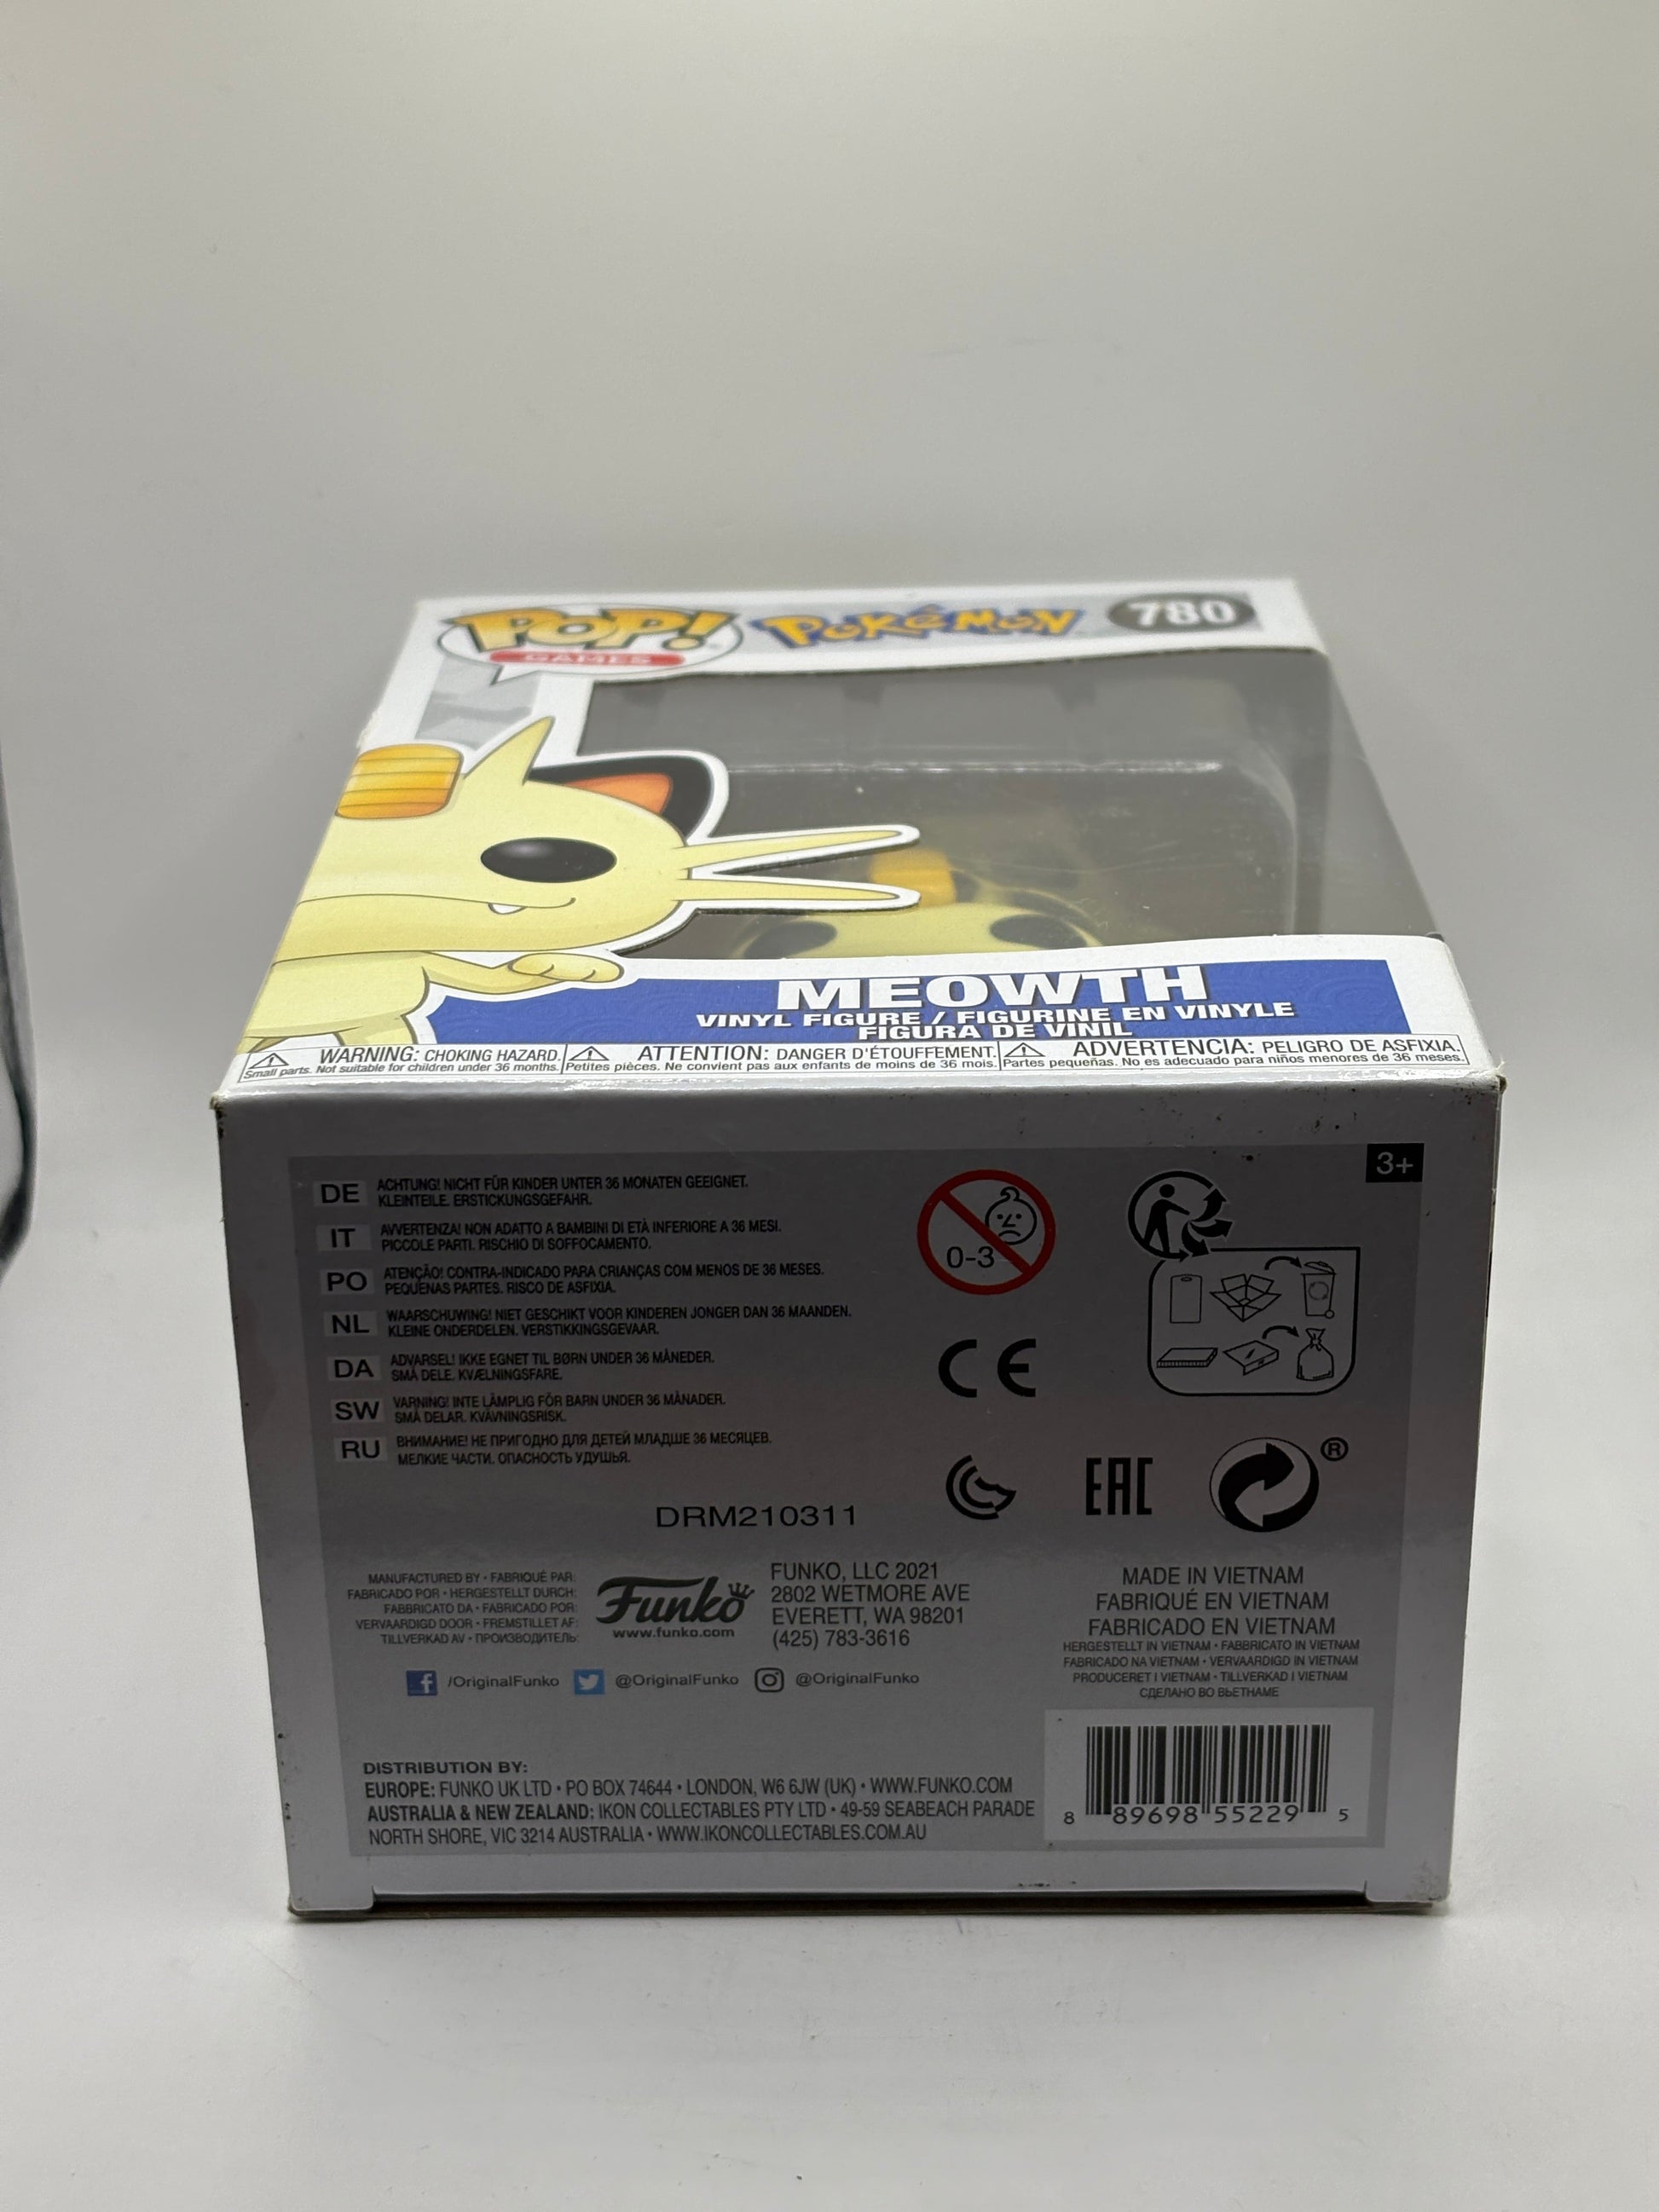 POP!
GAMES
POKéMON
780
MEOWTH
VINYL FIGURE / FIGURINE EN VINYLE
FIGURA DE VINIL
WARNING: CHOKING HAZARD.
Small parts. Not suitable for children under 36 months.
ATTENTION: DANGER D'ÉTOUFFEMENT.
Petites pièces. Ne convient pas aux enfants de moins de 36 mois.
ADVERTENCIA: PELIGRO DE ASFIXIA.
Partes pequeñas. No es adecuado para niños menores de 36 meses.
3+
DE ACHTUNG! NICHT FÜR KINDER UNTER 36 MONATEN GEEIGNET.
KLEINTEILE. ERSTICKUNGSGEFAHR.
IT AVVERTENZA! NON ADATTO A BAMBINI DI ETÀ INFERIORE A 36 MESI.
PICCOLE PARTI. RISCHIO DI SOFFOCAMENTO.
PO ATENÇÃO! CONTRA-INDICADO PARA CRIANÇAS COM MENOS DE 36 MESES.
PEQUENAS PARTES. RISCO DE ASFIXIA.
NL WAARSCHUWING! NIET GESCHIKT VOOR KINDEREN JONGER DAN 36 MAANDEN.
KLEINE ONDERDELEN. VERSTIKKINGSGEVAAR.
DA ADVARSEL! IKKE EGNET TIL BØRN UNDER 36 MÅNEDER.
SMÅ DELE. KVÆLNINGSFARE.
SW VARNING! INTE LÄMPLIG FÖR BARN UNDER 36 MÅNADER.
SMÅ DELAR. KVÄVNINGSRISK.
RU ВНИМАНИЕ! НЕ ПРИГОДНО ДЛЯ ДЕТЕЙ МЛАДШЕ 36 МЕСЯЦЕВ.
МЕЛКИЕ ЧАСТИ. ОПАСНОСТЬ УДУШЬЯ.
0-3
CE
EAC
®
DRM210311
MANUFACTURED BY • FABRIQUÉ PAR:
FABRICADO POR • HERGESTELLT DURCH:
FABBRICATO DA • FABRICADO POR:
VERVAARDIGD DOOR • FREMSTILLET AF:
TILLVERKAD AV • ПРОИЗВОДИТЕЛЬ:
Funko
www.funko.com
FUNKO, LLC 2021
2802 WETMORE AVE
EVERETT, WA 98201
(425) 783-3616
MADE IN VIETNAM
FABRIQUÉ EN VIETNAM
FABRICADO EN VIETNAM
HERGESTELLT IN VIETNAM • FABBRICATO IN VIETNAM
FABRICADO NA VIETNAM • VERVAARDIGD IN VIETNAM
PRODUCERET I VIETNAM • TILLVERKAD I VIETNAM
СДЕЛАНО ВО ВЬЕТНАМЕ
f /OriginalFunko @OriginalFunko @OriginalFunko
DISTRIBUTION BY:
EUROPE: FUNKO UK LTD • PO BOX 74644 • LONDON, W6 6JW (UK) • WWW.FUNKO.COM
AUSTRALIA & NEW ZEALAND: IKON COLLECTABLES PTY LTD • 49-59 SEABEACH PARADE
NORTH SHORE, VIC 3214 AUSTRALIA • WWW.IKONCOLLECTABLES.COM.AU
8 89698 55229 5